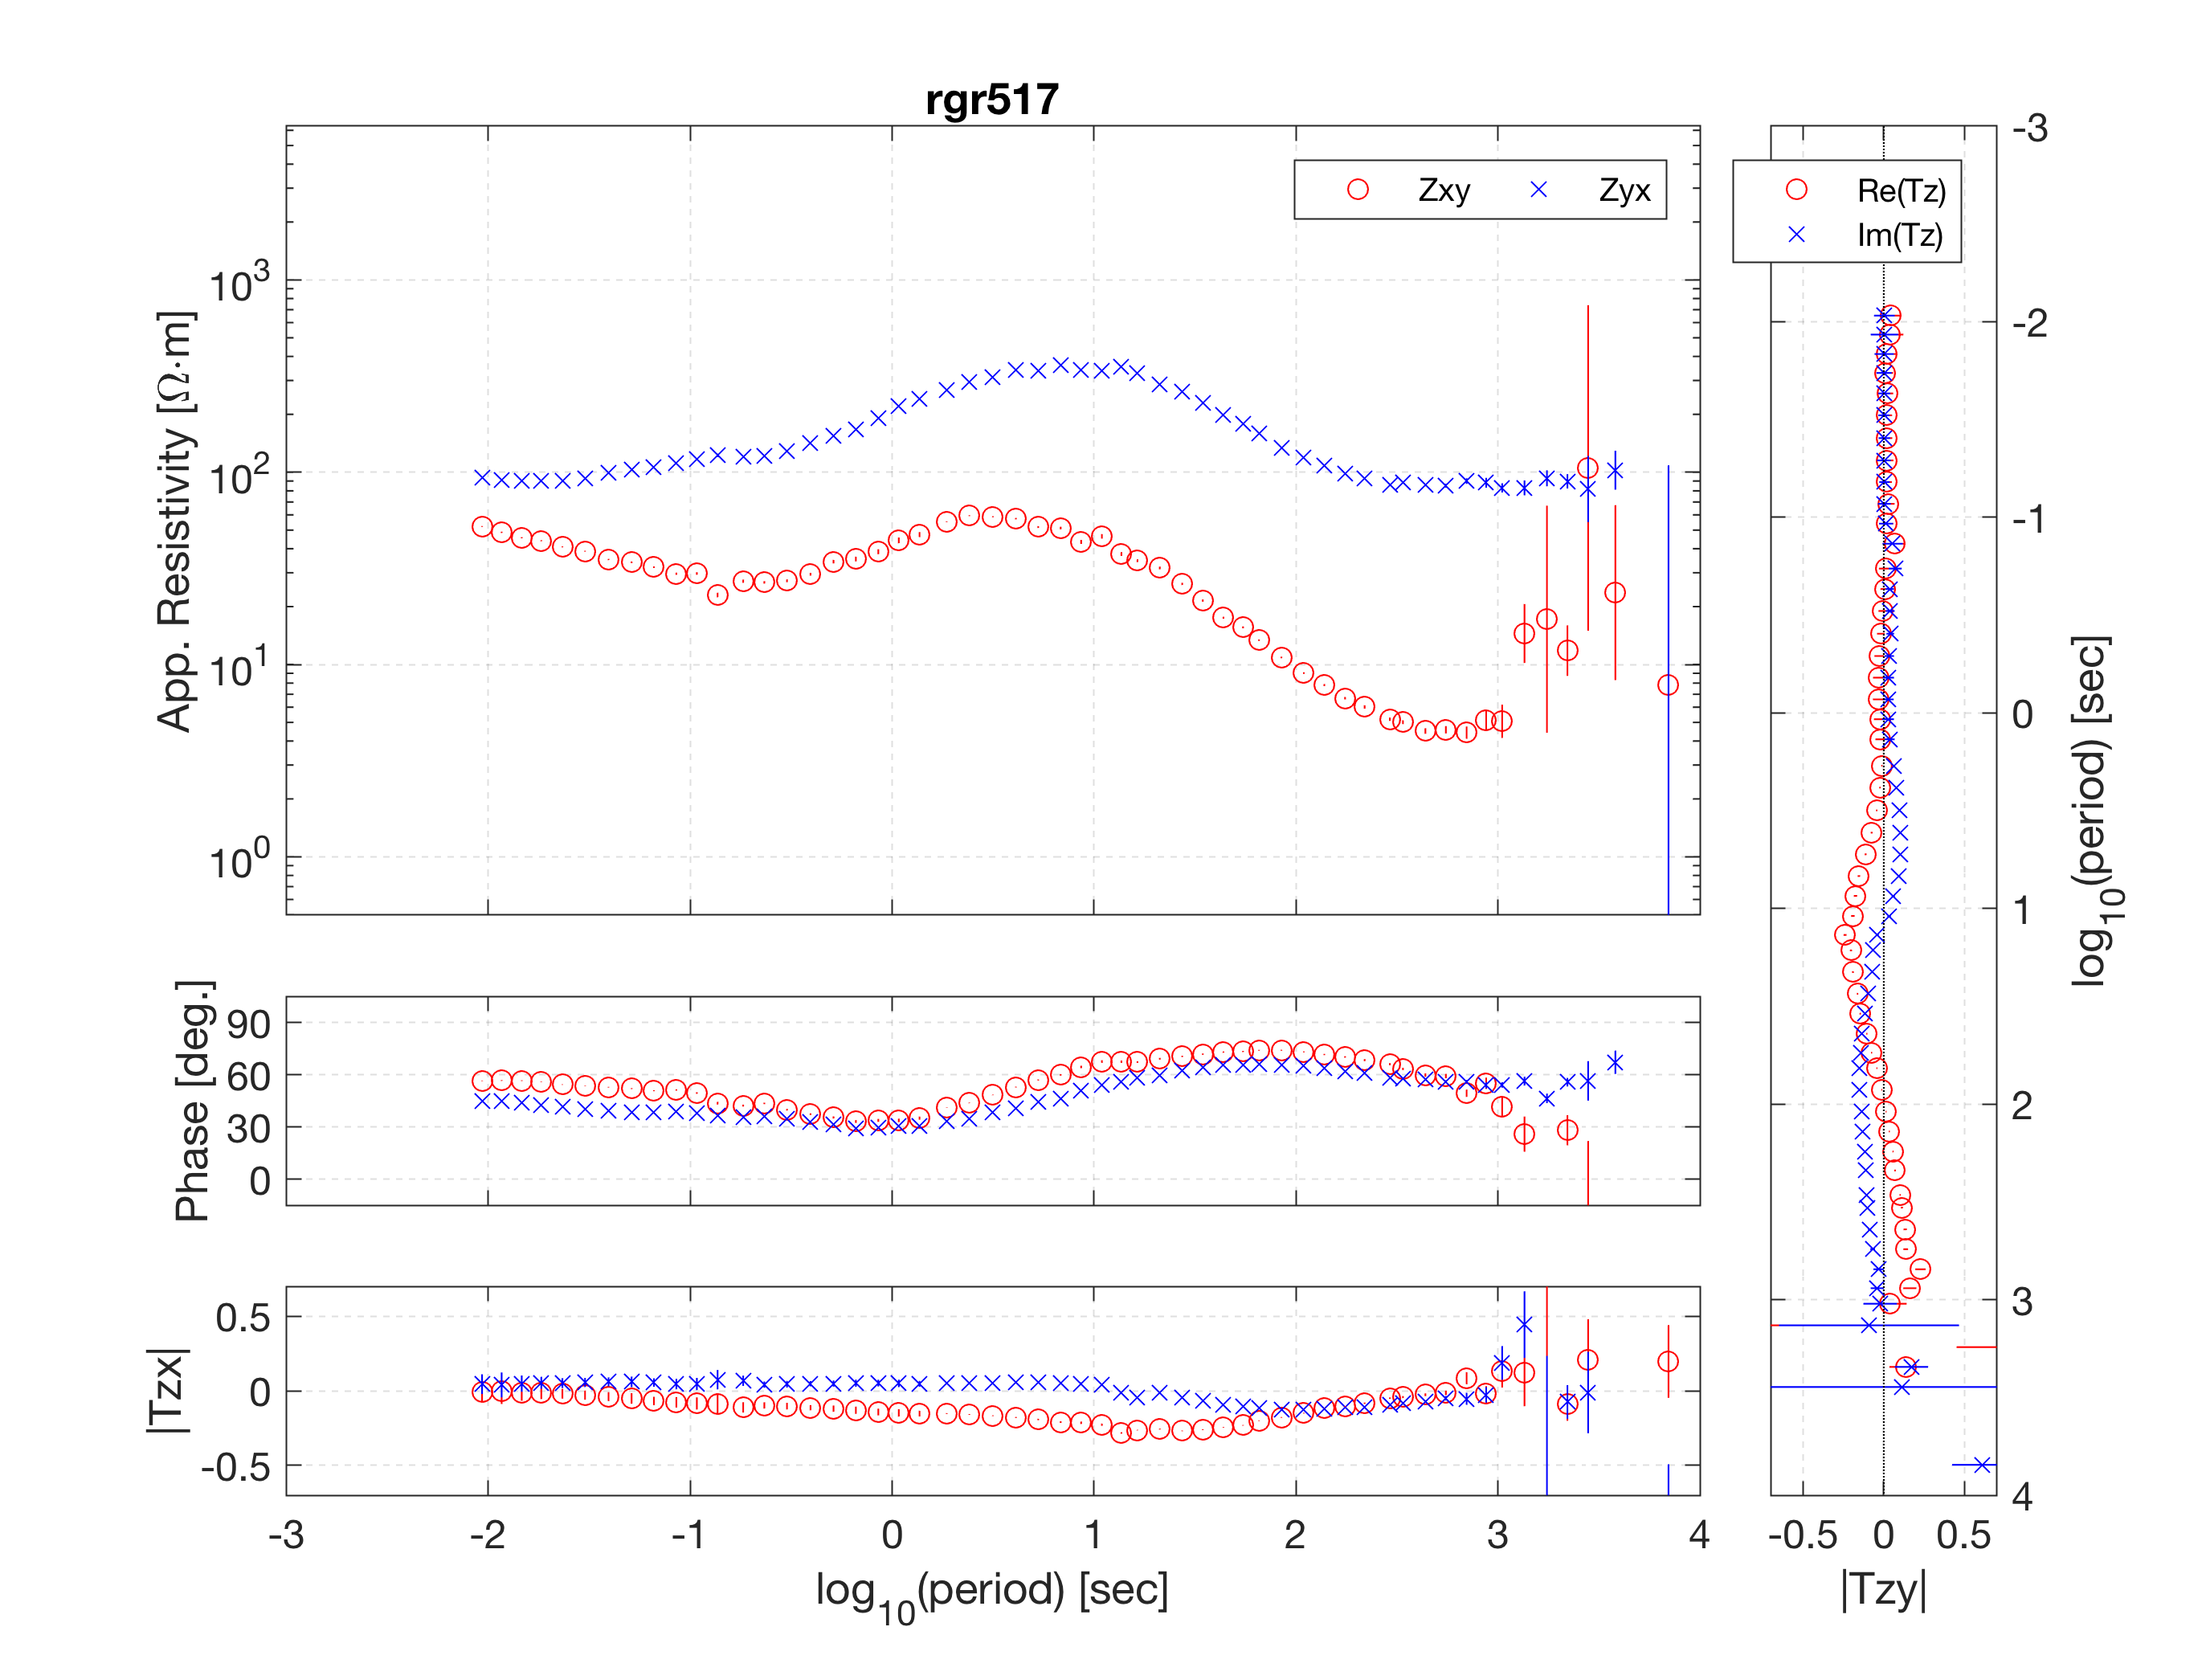 rgr517
Zxy Zyx
Re(Tz)
Im(Tz)
App. Resistivity [Ω·m]
10^3
10^2
10^1
10^0
Phase [deg.]
90
60
30
0
|Tzx|
0.5
0
-0.5
-3 -2 -1 0 1 2 3 4
log10(period) [sec]
-3
-2
-1
0
1
2
3
4
log10(period) [sec]
-0.5 0 0.5
|Tzy|